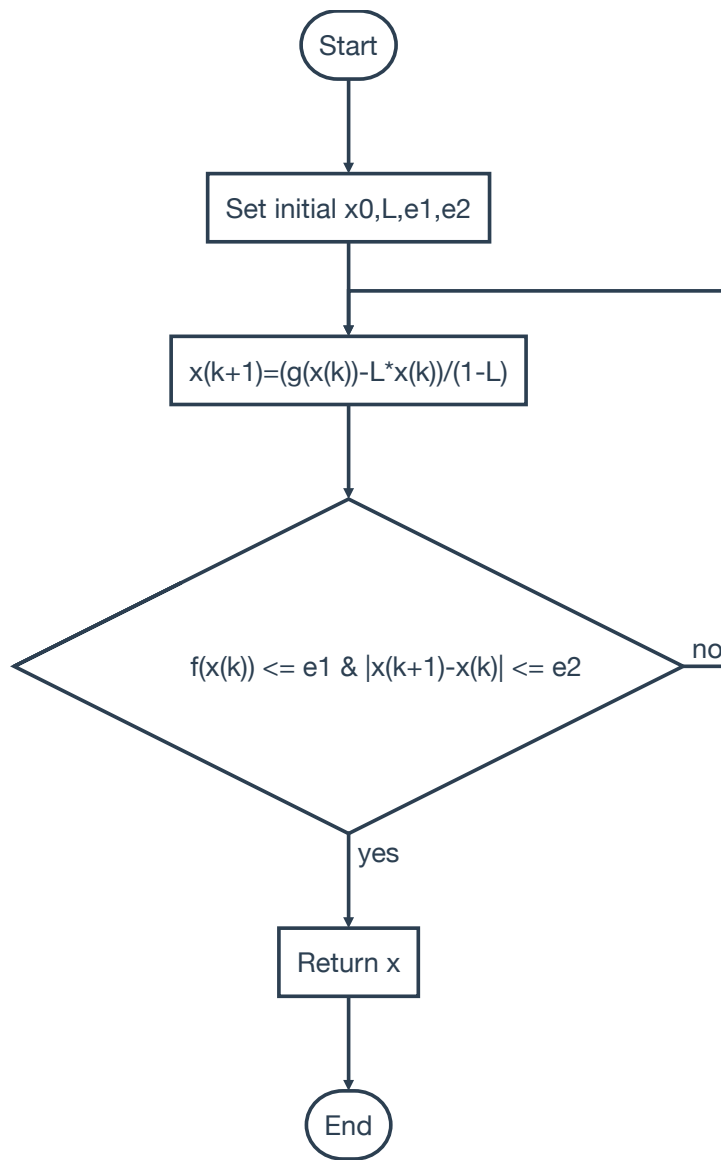 Start
Set initial x0,L,e1,e2
x(k+1)=(g(x(k))-L*x(k))/(1-L)
f(x(k)) <= e1 & |x(k+1)-x(k)| <= e2
no
yes
Return x
End